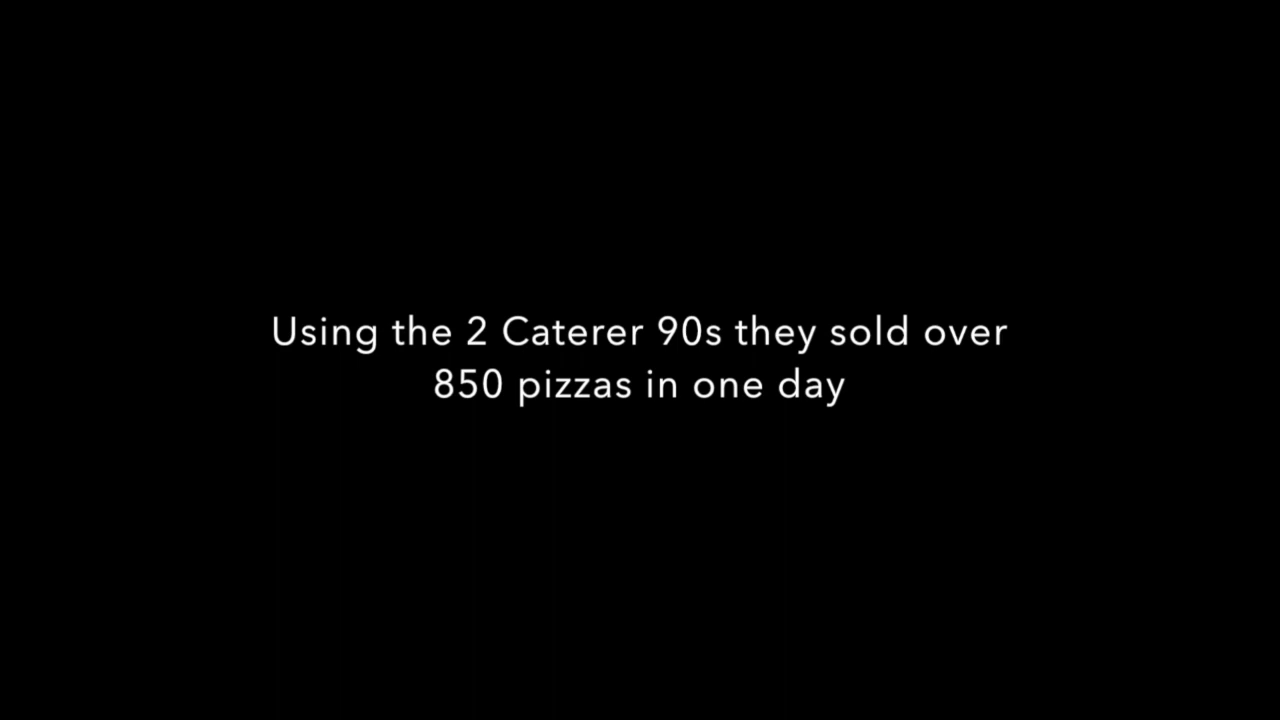 Using the 2 Caterer 90s they sold over
850 pizzas in one day